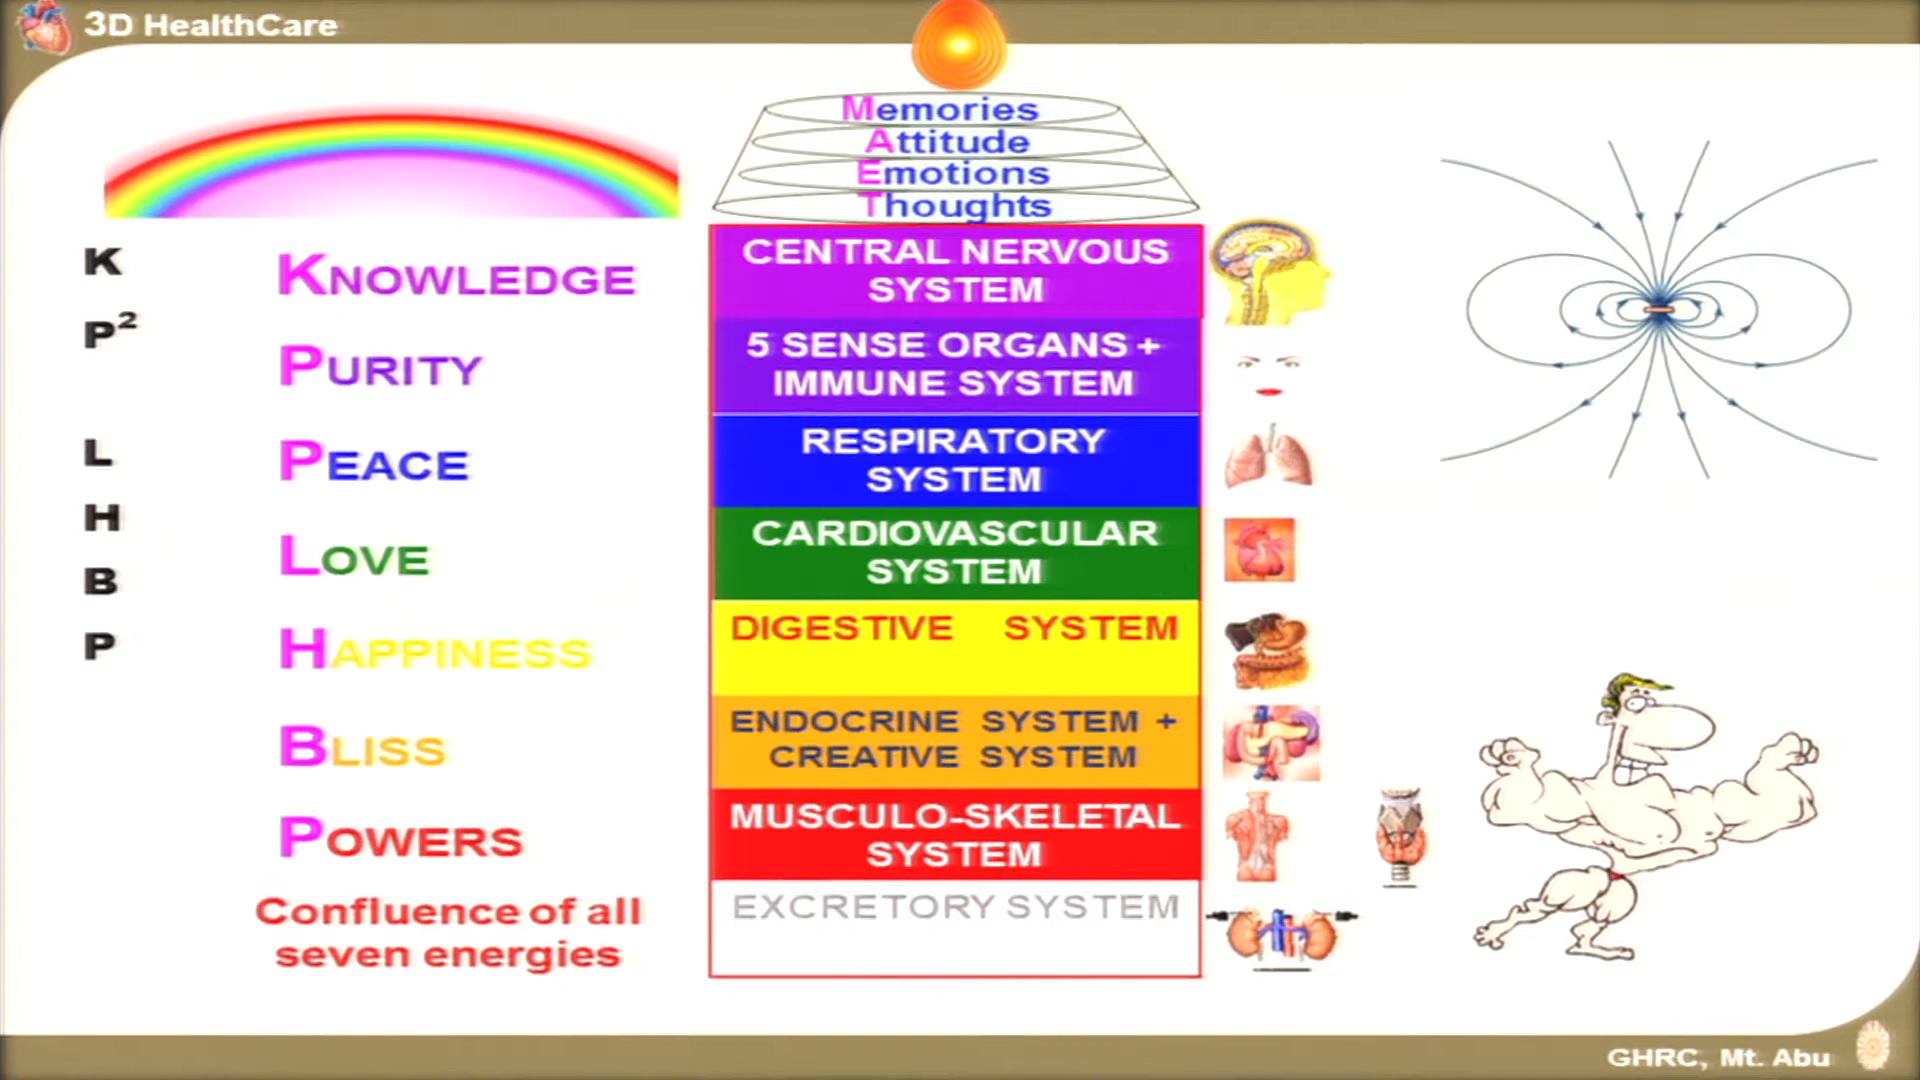 3D HealthCare
Memories
Attitude
Emotions
Thoughts
K
P²
L
H
B
P
KNOWLEDGE
PURITY
PEACE
LOVE
HAPPINESS
BLISS
POWERS
Confluence of all
seven energies
CENTRAL NERVOUS
SYSTEM
5 SENSE ORGANS +
IMMUNE SYSTEM
RESPIRATORY
SYSTEM
CARDIOVASCULAR
SYSTEM
DIGESTIVE SYSTEM
ENDOCRINE SYSTEM +
CREATIVE SYSTEM
MUSCULO-SKELETAL
SYSTEM
EXCRETORY SYSTEM
GHRC, Mt. Abu